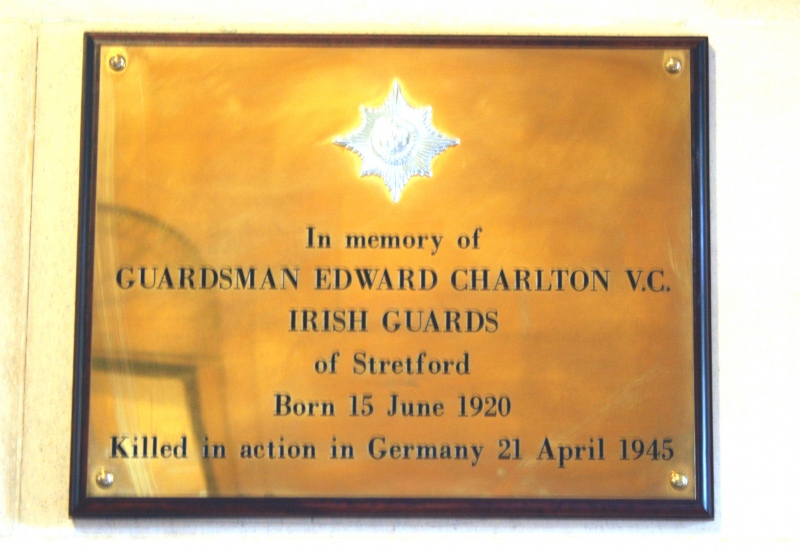 In memory of
GUARDSMAN EDWARD CHARLTON V.C.
IRISH GUARDS
of Stretford
Born 15 June 1920
Killed in action in Germany 21 April 1945